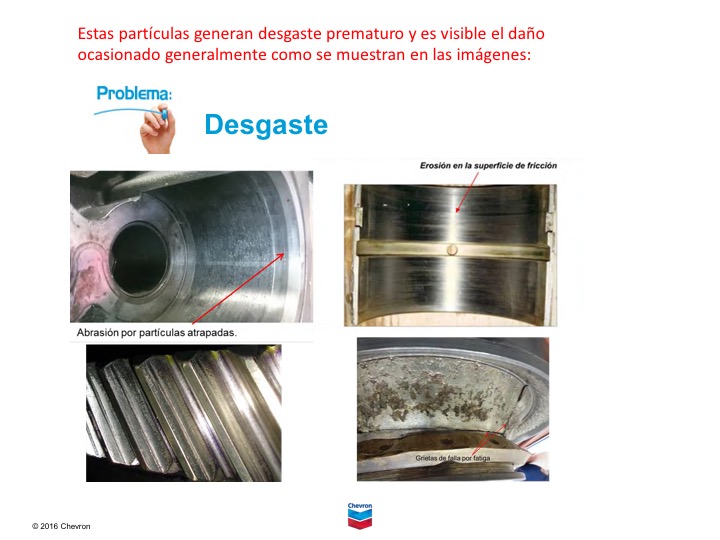 Estas partículas generan desgaste prematuro y es visible el daño
ocasionado generalmente como se muestran en las imágenes:
Problema:
Desgaste
Erosión en la superficie de fricción
Abrasión por partículas atrapadas.
Grietas de falla por fatiga
Chevron
© 2016 Chevron